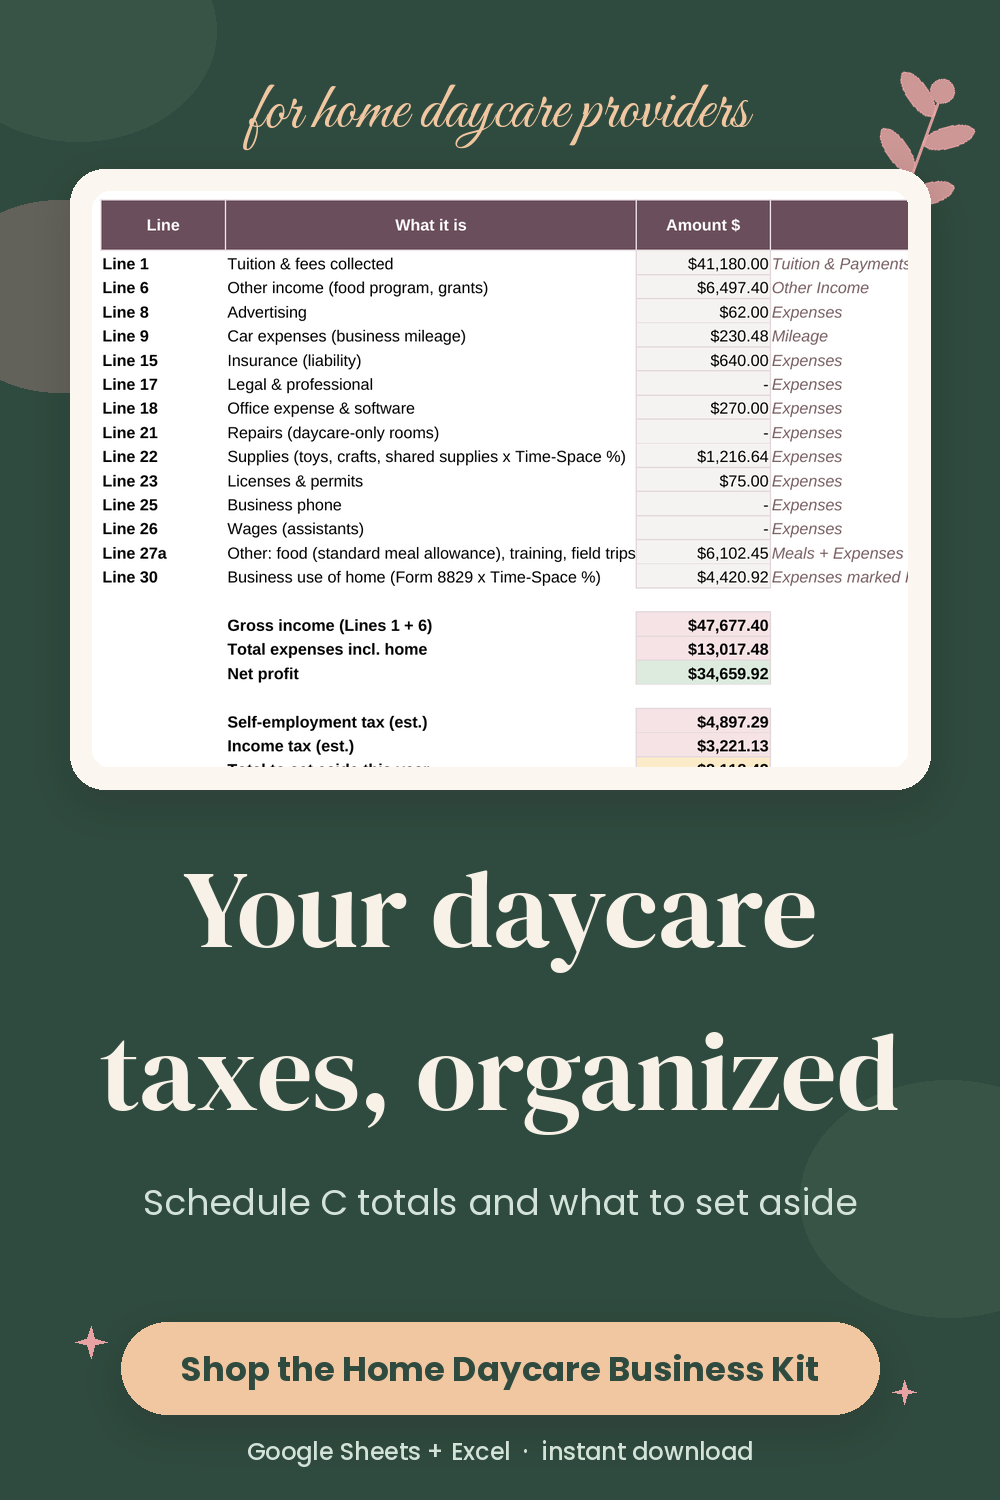 for home daycare providers
Line What it is Amount $
Line 1 Tuition & fees collected $41,180.00 Tuition & Payments
Line 6 Other income (food program, grants) $6,497.40 Other Income
Line 8 Advertising $62.00 Expenses
Line 9 Car expenses (business mileage) $230.48 Mileage
Line 15 Insurance (liability) $640.00 Expenses
Line 17 Legal & professional - Expenses
Line 18 Office expense & software $270.00 Expenses
Line 21 Repairs (daycare-only rooms) - Expenses
Line 22 Supplies (toys, crafts, shared supplies x Time-Space %) $1,216.64 Expenses
Line 23 Licenses & permits $75.00 Expenses
Line 25 Business phone - Expenses
Line 26 Wages (assistants) - Expenses
Line 27a Other: food (standard meal allowance), training, field trips $6,102.45 Meals + Expenses
Line 30 Business use of home (Form 8829 x Time-Space %) $4,420.92 Expenses marked
Gross income (Lines 1 + 6) $47,677.40
Total expenses incl. home $13,017.48
Net profit $34,659.92
Self-employment tax (est.) $4,897.29
Income tax (est.) $3,221.13
Your daycare
taxes, organized
Schedule C totals and what to set aside
Shop the Home Daycare Business Kit
Google Sheets + Excel · instant download